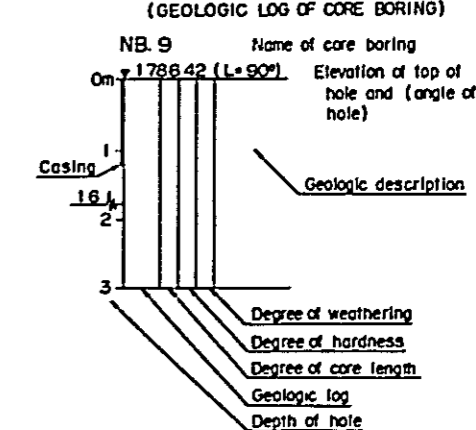 (GEOLOGIC LOG OF CORE BORING)
NB. 9 Name of core boring
0m 1786 42 (L= 90°) Elevation of top of
hole and (angle of
hole)
1
Casing
Geologic description
16
2
3
Degree of weathering
Degree of hardness
Degree of core length
Geologic log
Depth of hole